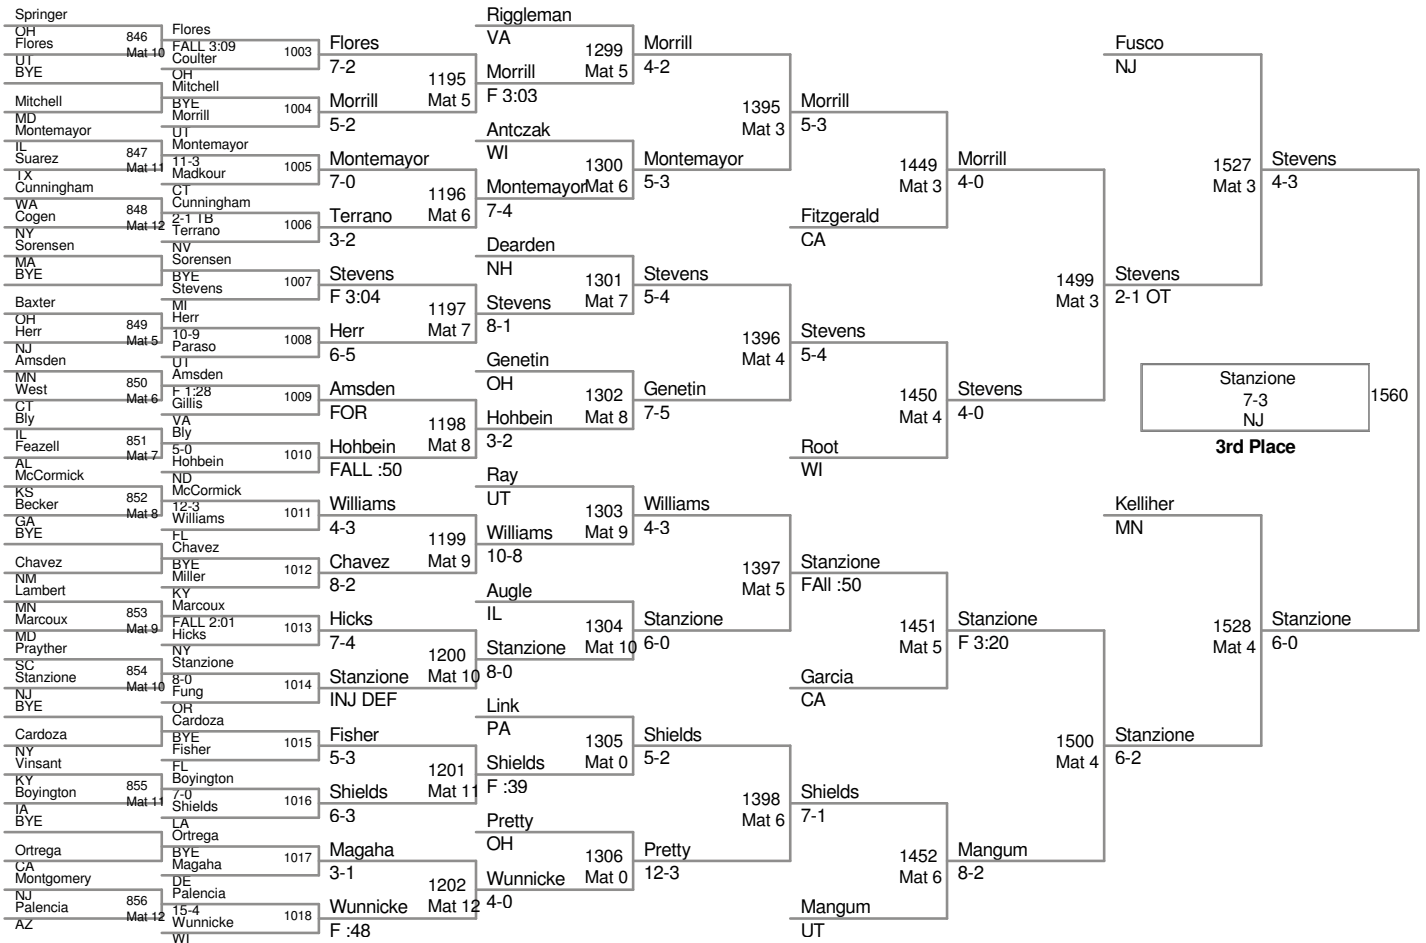 Springer
OH
Flores
846
Mat 10
UT
BYE
Mitchell
MD
Montemayor
IL
Suarez
847
Mat 11
TX
Cunningham
WA
Cogen
848
Mat 12
NY
Sorensen
MA
BYE
Baxter
OH
Herr
849
Mat 5
NJ
Amsden
MN
West
850
Mat 6
CT
Bly
IL
Feazell
851
Mat 7
AL
McCormick
KS
Becker
852
Mat 8
GA
BYE
Chavez
NM
Lambert
MN
Marcoux
853
Mat 9
MD
Prayther
SC
Stanzione
854
Mat 10
NJ
BYE
Cardoza
NY
Vinsant
KY
Boyington
855
Mat 11
IA
BYE
Ortrega
CA
Montgomery
NJ
Palencia
856
Mat 12
AZ
Flores
FALL 3:09
Coulter
1003
OH
Mitchell
BYE
Morrill
1004
UT
Montemayor
11-3
Madkour
1005
CT
Cunningham
2-1 TB
Terrano
1006
NV
Sorensen
BYE
Stevens
1007
MI
Herr
10-9
Paraso
1008
UT
Amsden
F 1:28
Gillis
1009
VA
Bly
5-0
Hohbein
1010
ND
McCormick
12-3
Williams
1011
FL
Chavez
BYE
Miller
1012
KY
Marcoux
FALL 2:01
Hicks
1013
NY
Stanzione
8-0
Fung
1014
OR
Cardoza
BYE
Fisher
1015
FL
Boyington
7-0
Shields
1016
LA
Ortrega
BYE
Magaha
1017
DE
Palencia
15-4
Wunnicke
1018
WI
Flores
7-2
1195
Mat 5
Morrill
5-2
Montemayor
7-0
1196
Mat 6
Terrano
3-2
Stevens
F 3:04
1197
Mat 7
Herr
6-5
Amsden
FOR
1198
Mat 8
Hohbein
FALL :50
Williams
4-3
1199
Mat 9
Chavez
8-2
Hicks
7-4
1200
Mat 10
Stanzione
INJ DEF
Fisher
5-3
1201
Mat 11
Shields
6-3
Magaha
3-1
1202
Mat 12
Wunnicke
F :48
Riggleman
VA
1299
Mat 5
Morrill
F 3:03
Antczak
WI
1300
Mat 6
Montemayor
7-4
Dearden
NH
1301
Mat 7
Stevens
8-1
Genetin
OH
1302
Mat 8
Hohbein
3-2
Ray
UT
1303
Mat 9
Williams
10-8
Augle
IL
1304
Mat 10
Stanzione
8-0
Link
PA
1305
Mat 0
Shields
F :39
Pretty
OH
1306
Mat 0
Wunnicke
4-0
Morrill
4-2
1395
Mat 3
Montemayor
5-3
Stevens
5-4
1396
Mat 4
Genetin
7-5
Williams
4-3
1397
Mat 5
Stanzione
6-0
Shields
5-2
1398
Mat 6
Pretty
12-3
Morrill
5-3
1449
Mat 3
Fitzgerald
CA
Stevens
5-4
1450
Mat 4
Root
WI
Stanzione
FAll :50
1451
Mat 5
Garcia
CA
Shields
7-1
1452
Mat 6
Mangum
UT
Morrill
4-0
1499
Mat 3
Stevens
4-0
Stanzione
F 3:20
1500
Mat 4
Mangum
8-2
Fusco
NJ
1527
Mat 3
Stevens
2-1 OT
Kelliher
MN
1528
Mat 4
Stanzione
6-2
Stevens
4-3
Stanzione
6-0
Stanzione
7-3
NJ
1560
3rd Place